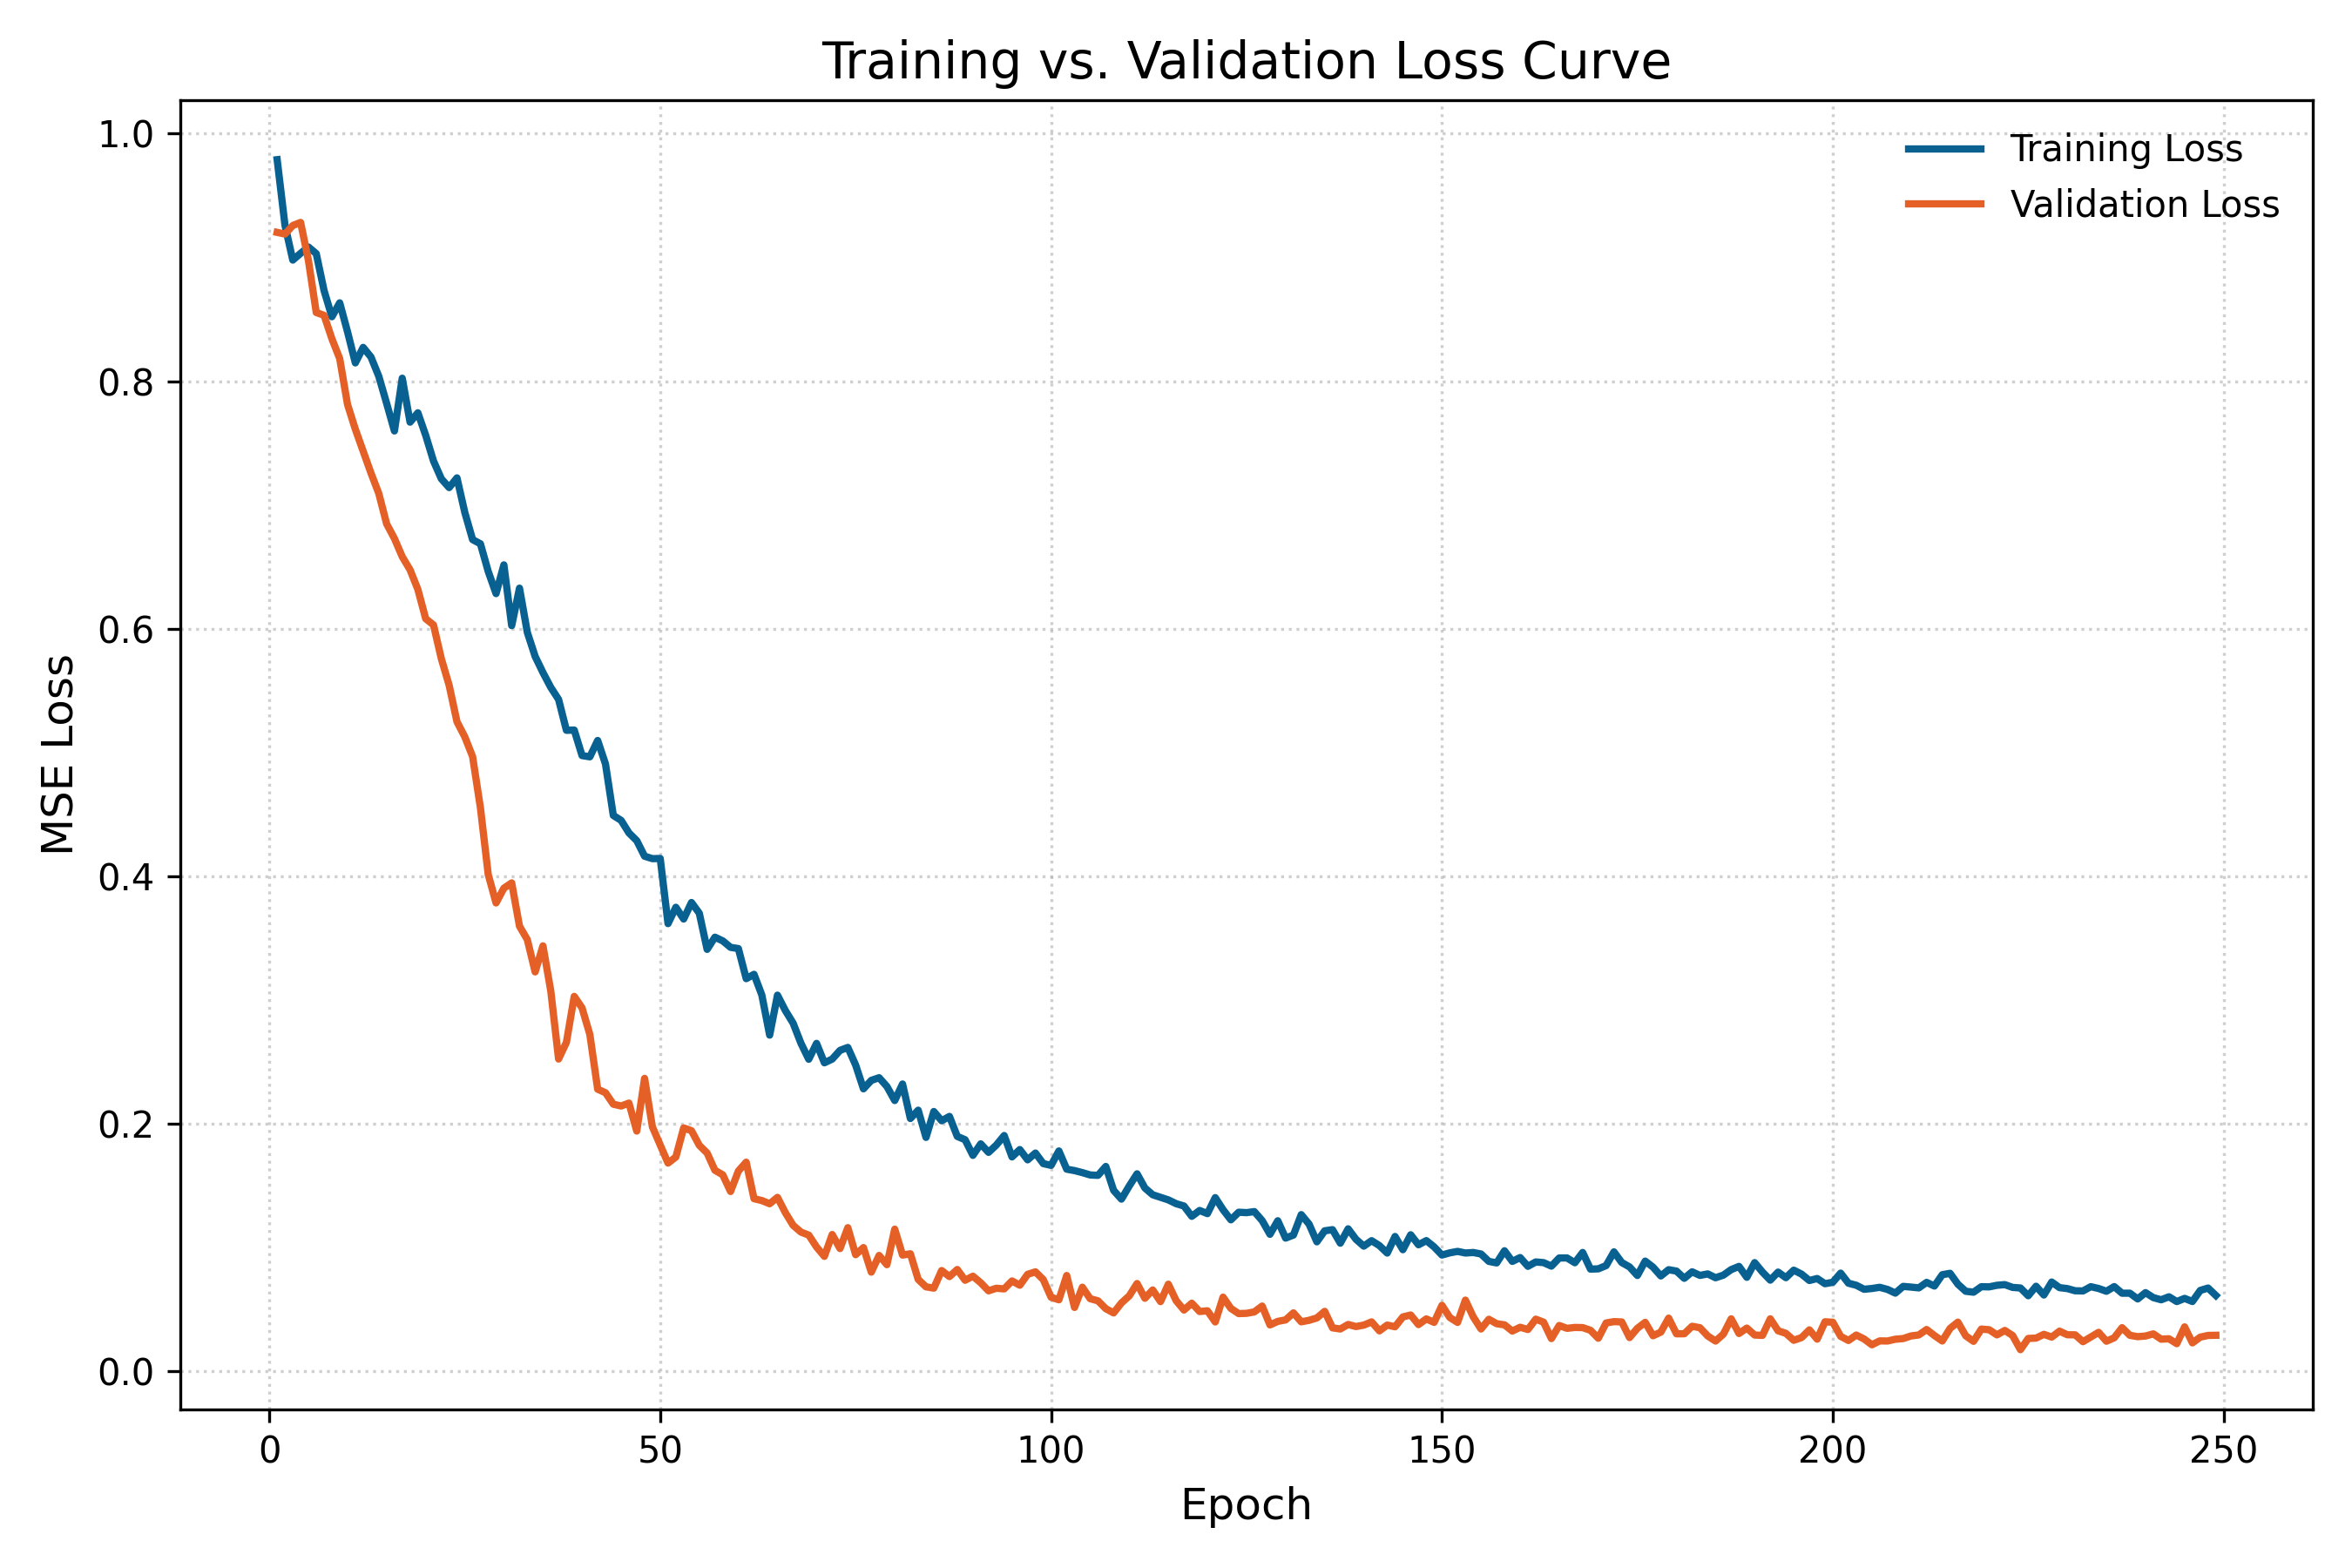 Training vs. Validation Loss Curve
Training Loss
Validation Loss
1.0
0.8
0.6
0.4
0.2
0.0
MSE Loss
0 50 100 150 200 250
Epoch